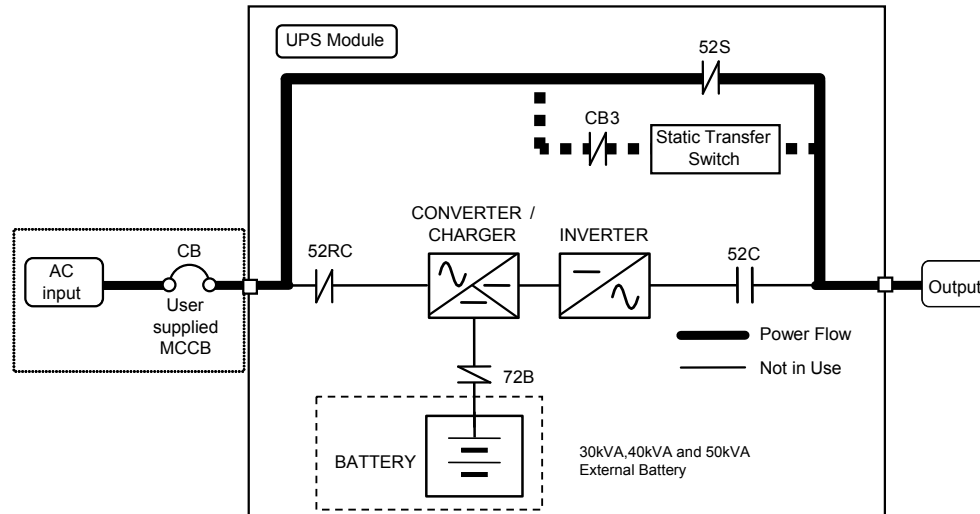 UPS Module
52S
CB3
Static Transfer
Switch
CONVERTER /
CHARGER
INVERTER
52RC
52C
CB
AC
input
User
supplied
MCCB
Output
Power Flow
Not in Use
72B
BATTERY
30kVA,40kVA and 50kVA
External Battery